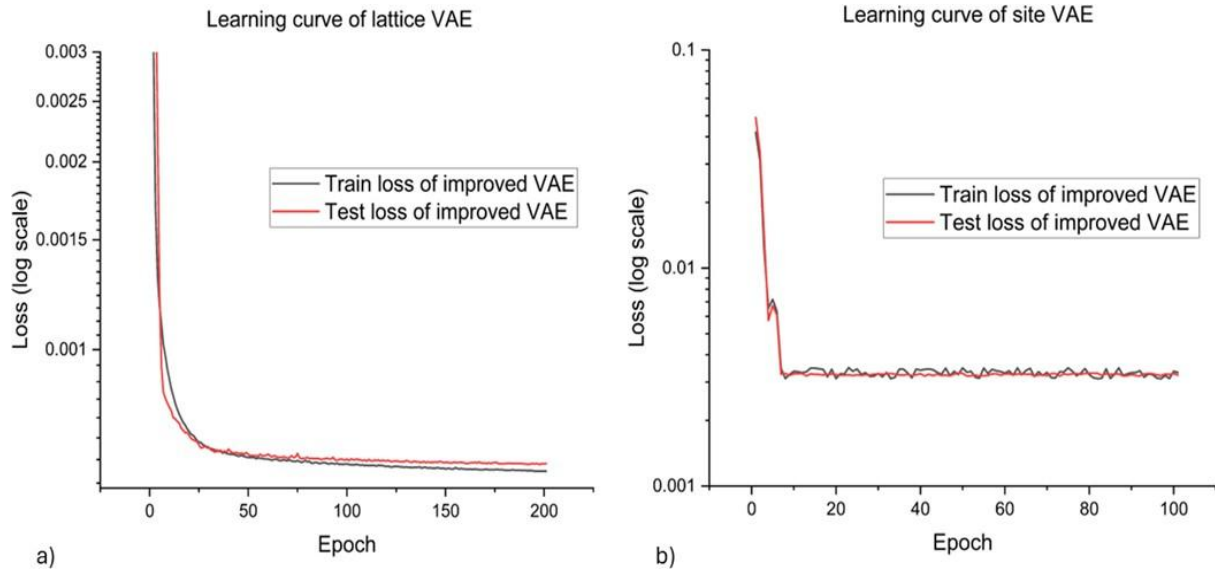 Learning curve of lattice VAE
0.003
0.0025
0.002
0.0015
0.001
Loss (log scale)
Train loss of improved VAE
Test loss of improved VAE
0
50
100
150
200
Epoch
a)
Learning curve of site VAE
0.1
0.01
0.001
Loss (log scale)
Train loss of improved VAE
Test loss of improved VAE
0
20
40
60
80
100
Epoch
b)